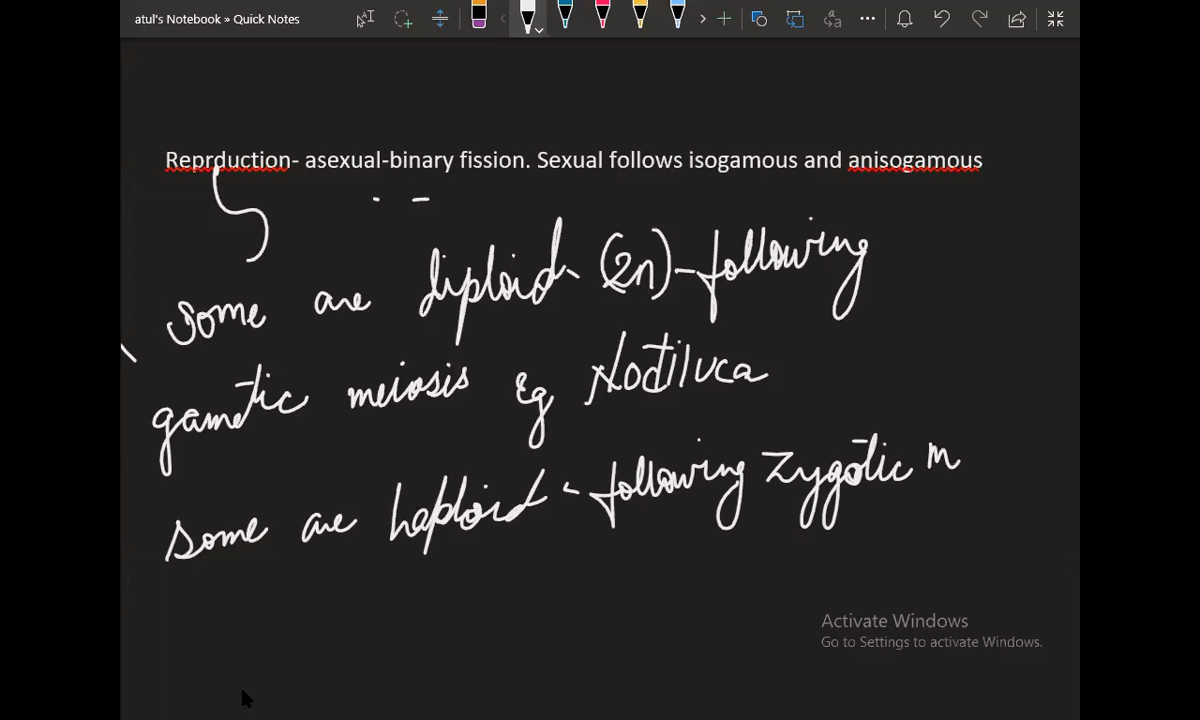 atul's Notebook » Quick Notes
Reprduction- asexual-binary fission. Sexual follows isogamous and anisogamous
some are diploid- (2n)-following
gametic meiosis eg Noctiluca
some are haploid - following zygotic m
Activate Windows
Go to Settings to activate Windows.